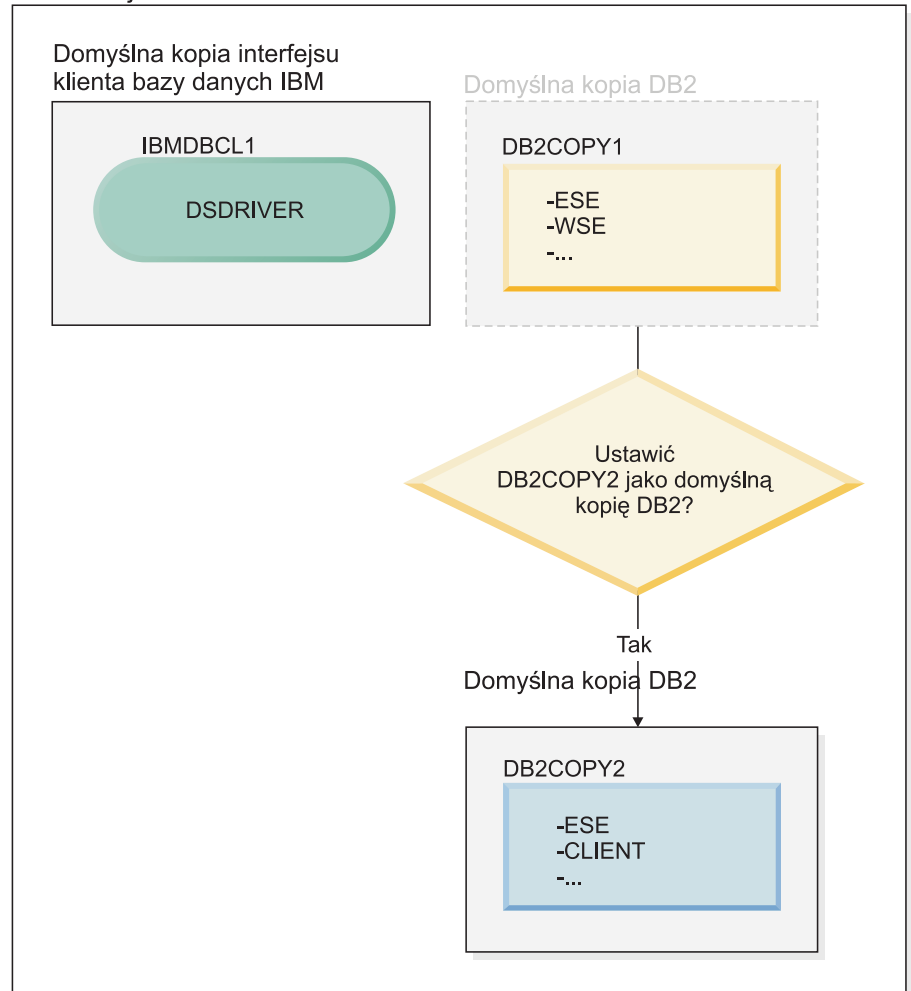 Domyślna kopia interfejsu
klienta bazy danych IBM
IBMDBCL1
DSDRIVER
Domyślna kopia DB2
DB2COPY1
-ESE
-WSE
-...
Ustawić
DB2COPY2 jako domyślną
kopię DB2?
Tak
Domyślna kopia DB2
DB2COPY2
-ESE
-CLIENT
-...